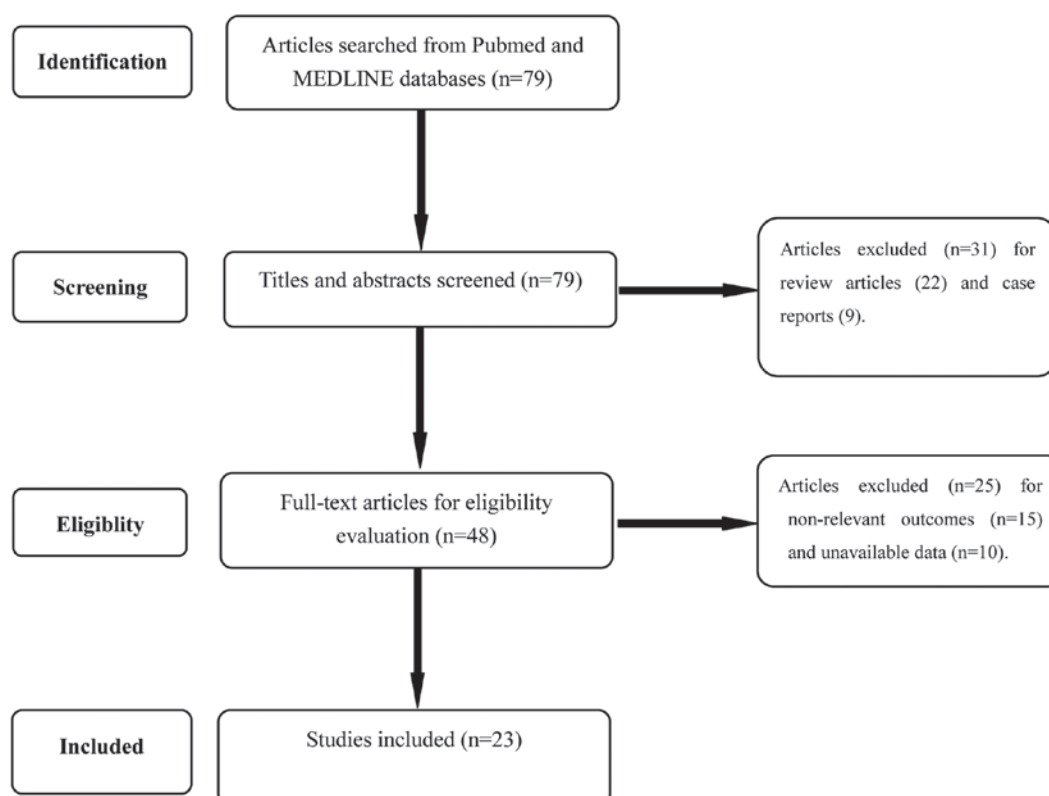 Identification
Articles searched from Pubmed and
MEDLINE databases (n=79)
Screening
Titles and abstracts screened (n=79)
Articles excluded (n=31) for
review articles (22) and case
reports (9).
Eligiblity
Full-text articles for eligibility
evaluation (n=48)
Articles excluded (n=25) for
non-relevant outcomes (n=15)
and unavailable data (n=10).
Included
Studies included (n=23)